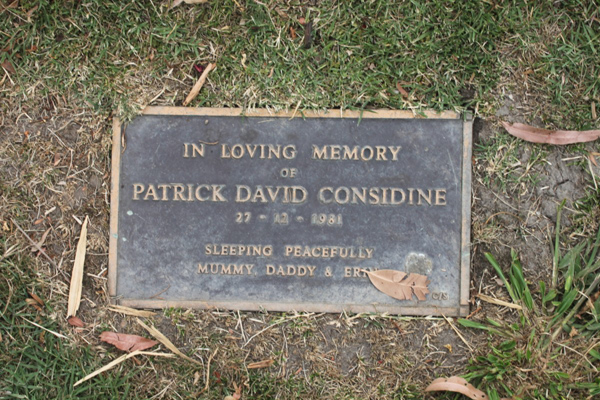 IN LOVING MEMORY
OF
PATRICK DAVID CONSIDINE
27 - 12 - 1981
SLEEPING PEACEFULLY
MUMMY, DADDY &